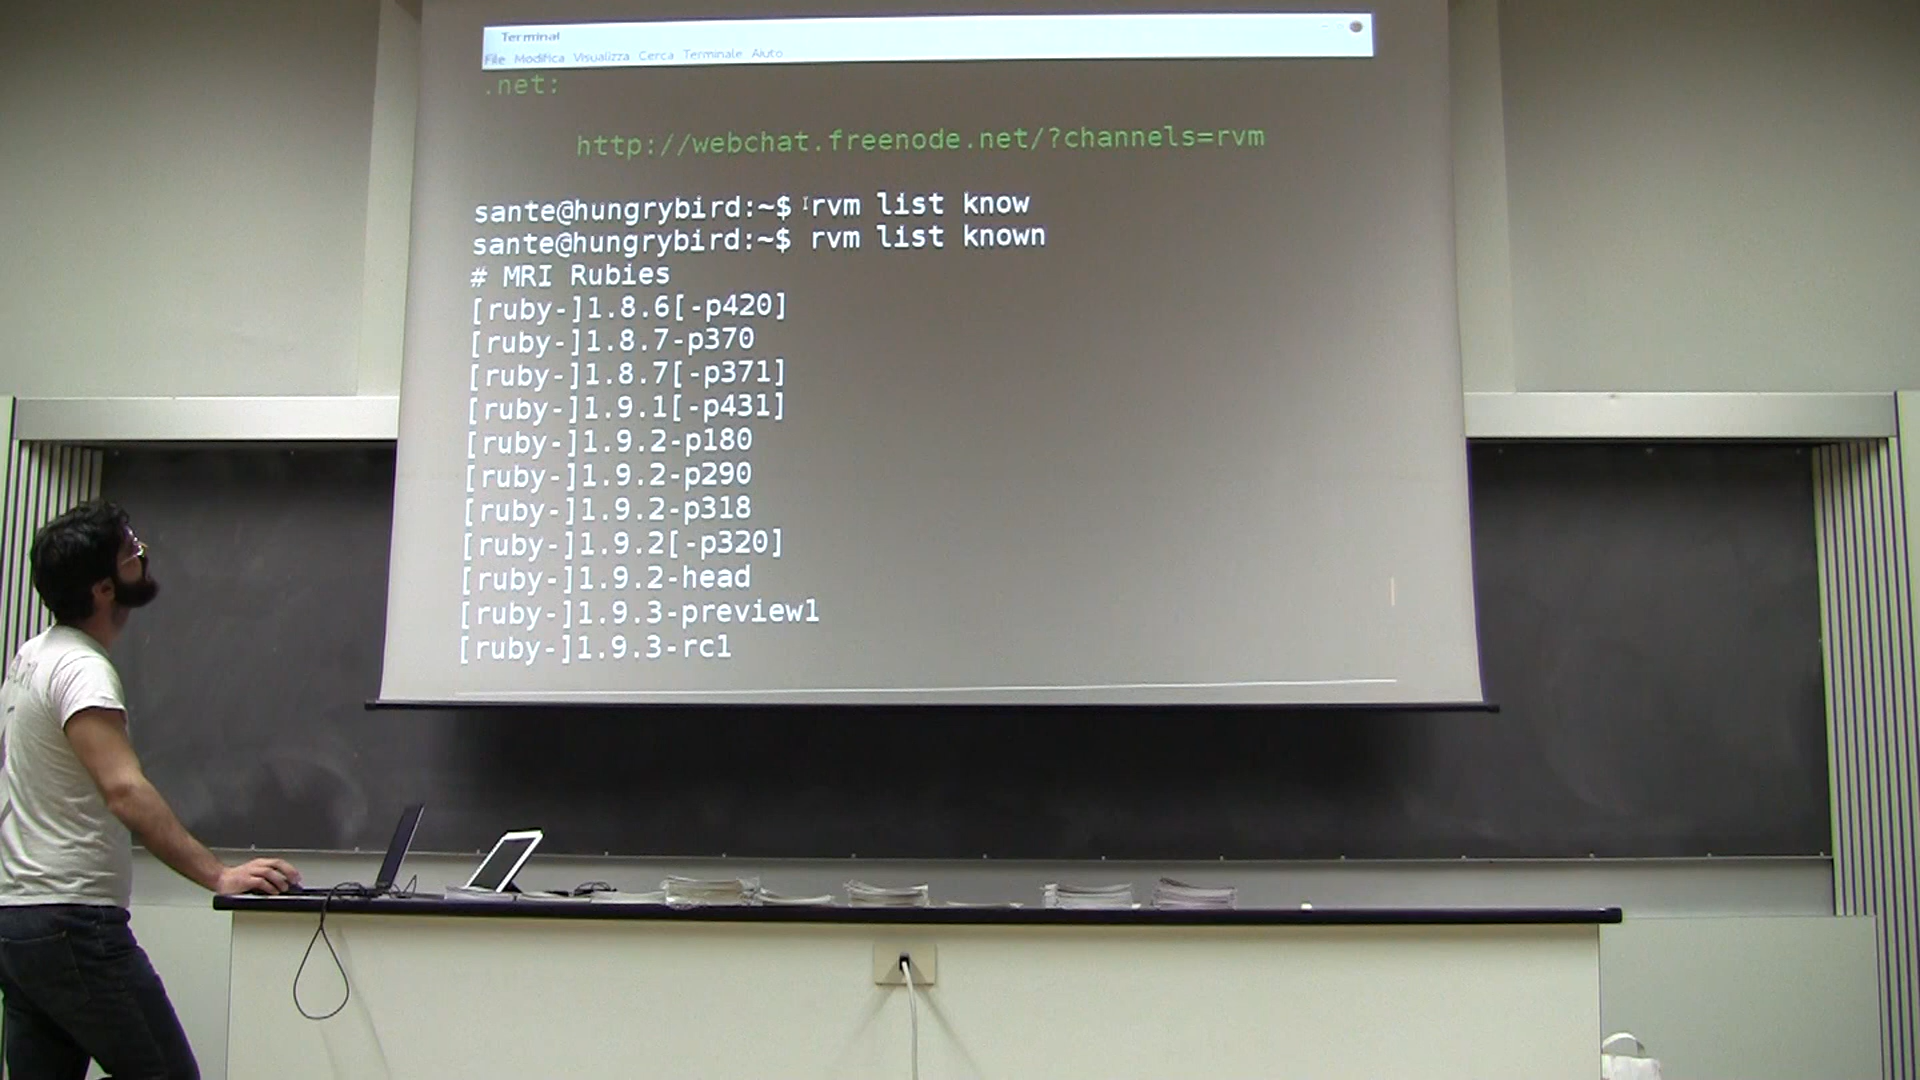 Terminal
File Modifica Visualizza Cerca Terminale Aiuto
.net:
http://webchat.freenode.net/?channels=rvm
sante@hungrybird:~$ rvm list know
sante@hungrybird:~$ rvm list known
# MRI Rubies
[ruby-]1.8.6[-p420]
[ruby-]1.8.7-p370
[ruby-]1.8.7[-p371]
[ruby-]1.9.1[-p431]
[ruby-]1.9.2-p180
[ruby-]1.9.2-p290
[ruby-]1.9.2-p318
[ruby-]1.9.2[-p320]
[ruby-]1.9.2-head
[ruby-]1.9.3-preview1
[ruby-]1.9.3-rc1